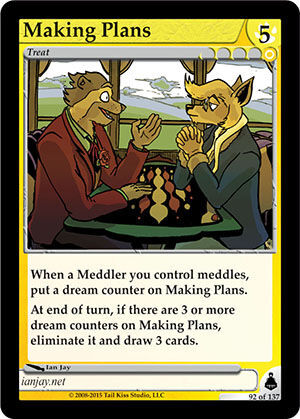 Making Plans 5
Treat
When a Meddler you control meddles,
put a dream counter on Making Plans.
At end of turn, if there are 3 or more
dream counters on Making Plans,
eliminate it and draw 3 cards.
Ian Jay
ianjay.net
92 of 137
© 2008-2015 Tail Kiss Studio, LLC